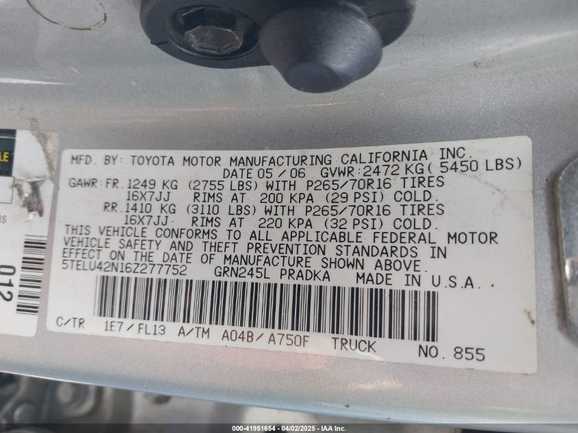 MFD. BY: TOYOTA MOTOR MANUFACTURING CALIFORNIA INC.
DATE 05 / 06 GVWR:2472 KG( 5450 LBS)
GAWR: FR. 1249 KG (2755 LBS) WITH P265/70R16 TIRES
16X7JJ RIMS AT 200 KPA (29 PSI) COLD.
RR. 1410 KG (3110 LBS) WITH P265/70R16 TIRES
16X7JJ RIMS AT 220 KPA (32 PSI) COLD.
THIS VEHICLE CONFORMS TO ALL APPLICABLE FEDERAL MOTOR
VEHICLE SAFETY AND THEFT PREVENTION STANDARDS IN
EFFECT ON THE DATE OF MANUFACTURE SHOWN ABOVE.
5TELU42N16Z277752 GRN245L PRADKA MADE IN U.S.A.
C/TR 1E7/FL13 A/TM A04B/A750F TRUCK NO. 855
012
000-41951654 - 04/02/2025 - IAA Inc.